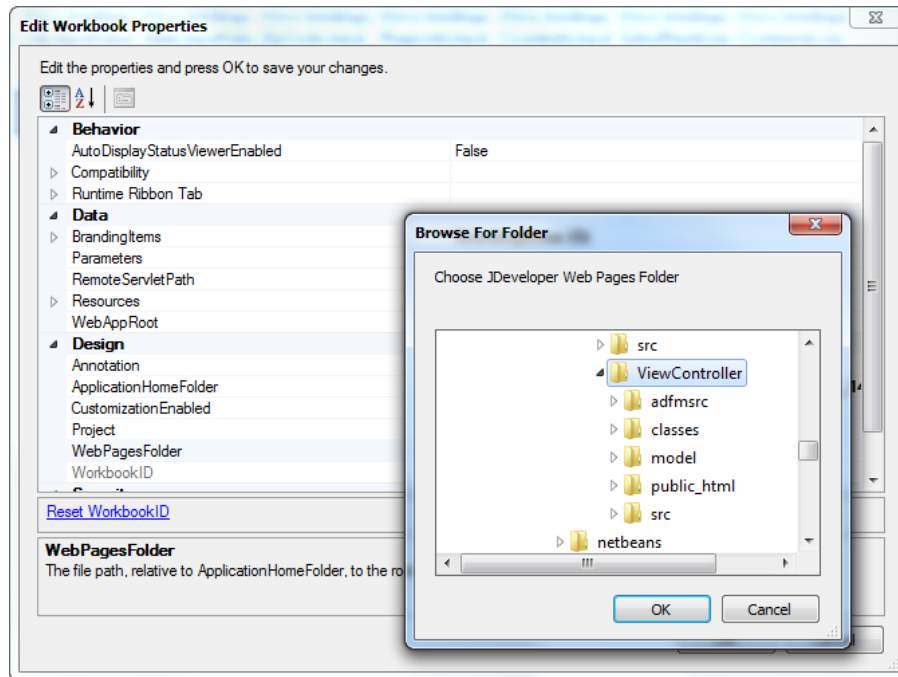 Edit Workbook Properties
Edit the properties and press OK to save your changes.
Behavior
AutoDisplayStatusViewerEnabled False
Compatibility
Runtime Ribbon Tab
Data
BrandingItems
Parameters
RemoteServletPath
Resources
WebAppRoot
Design
Annotation
ApplicationHomeFolder
CustomizationEnabled
Project
WebPagesFolder
WorkbookID
Reset WorkbookID
WebPagesFolder
The file path, relative to ApplicationHomeFolder, to the
Browse For Folder
Choose JDeveloper Web Pages Folder
src
ViewController
adfmsrc
classes
model
public_html
src
netbeans
OK Cancel